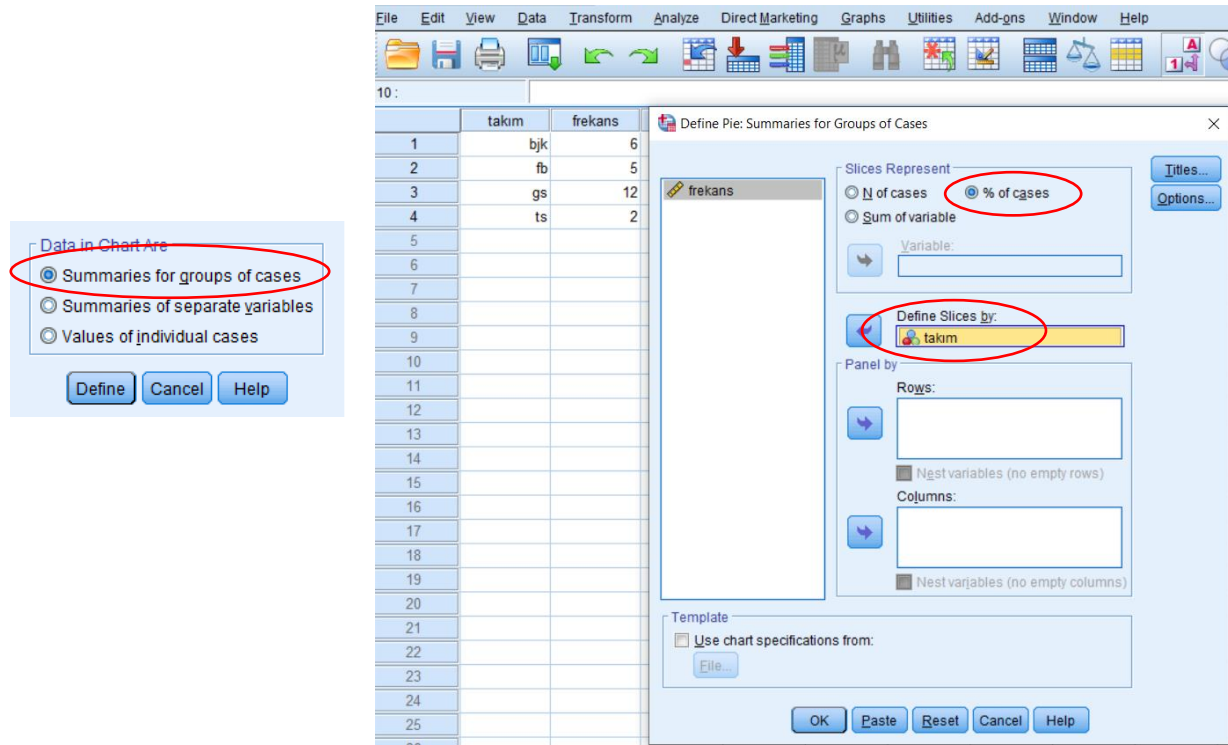 Data in Chart Are
Summaries for groups of cases
Summaries of separate variables
Values of individual cases
Define Cancel Help
File Edit View Data Transform Analyze Direct Marketing Graphs Utilities Add-ons Window Help
10 :
takım frekans
1 bjk 6
2 fb 5
3 gs 12
4 ts 2
5
6
7
8
9
10
11
12
13
14
15
16
17
18
19
20
21
22
23
24
25
Define Pie: Summaries for Groups of Cases
frekans
Slices Represent
N of cases % of cases
Sum of variable
Variable:
Define Slices by:
takım
Panel by
Rows:
Nest variables (no empty rows)
Columns:
Nest variables (no empty columns)
Titles...
Options...
Template
Use chart specifications from:
File...
OK Paste Reset Cancel Help